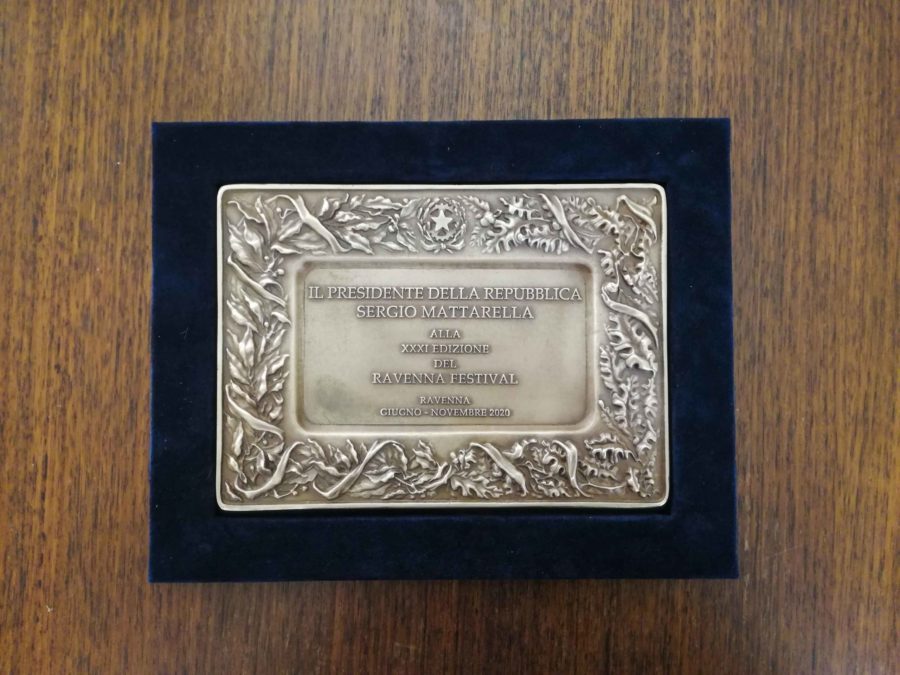 IL PRESIDENTE DELLA REPUBBLICA
SERGIO MATTARELLA
ALLA
XXXI EDIZIONE
DEL
RAVENNA FESTIVAL
RAVENNA
GIUGNO - NOVEMBRE 2020